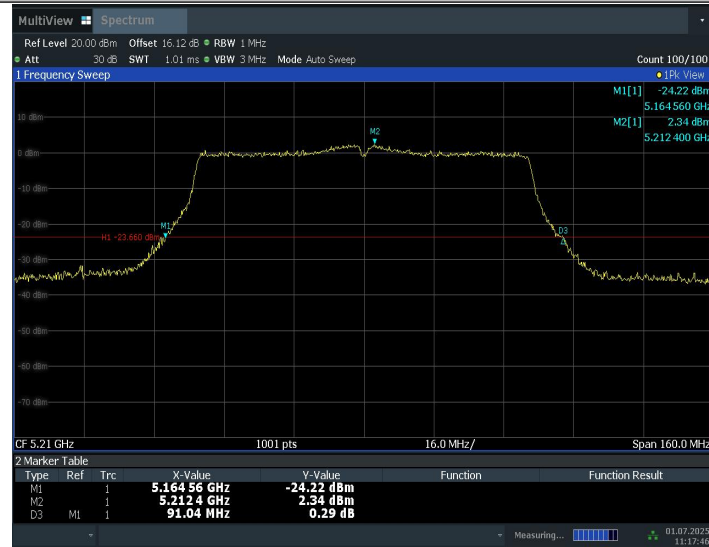 MultiView Spectrum
Ref Level 20.00 dBm Offset 16.12 dB RBW 1 MHz
Att 30 dB SWT 1.01 ms VBW 3 MHz Mode Auto Sweep Count 100/100
1 Frequency Sweep 1Pk View
M1[1] -24.22 dBm
5.164 560 GHz
M2[1] 2.34 dBm
5.212 400 GHz
10 dBm
M2
0 dBm
-10 dBm
-20 dBm
M1
H1 -23.660 dBm
D3
-30 dBm
-40 dBm
-50 dBm
-60 dBm
-70 dBm
CF 5.21 GHz 1001 pts 16.0 MHz/ Span 160.0 MHz
2 Marker Table
Type Ref Trc X-Value Y-Value Function Function Result
M1 1 5.164 56 GHz -24.22 dBm
M2 1 5.212 4 GHz 2.34 dBm
D3 M1 1 91.04 MHz 0.29 dB
Measuring... 01.07.2025
11:17:46